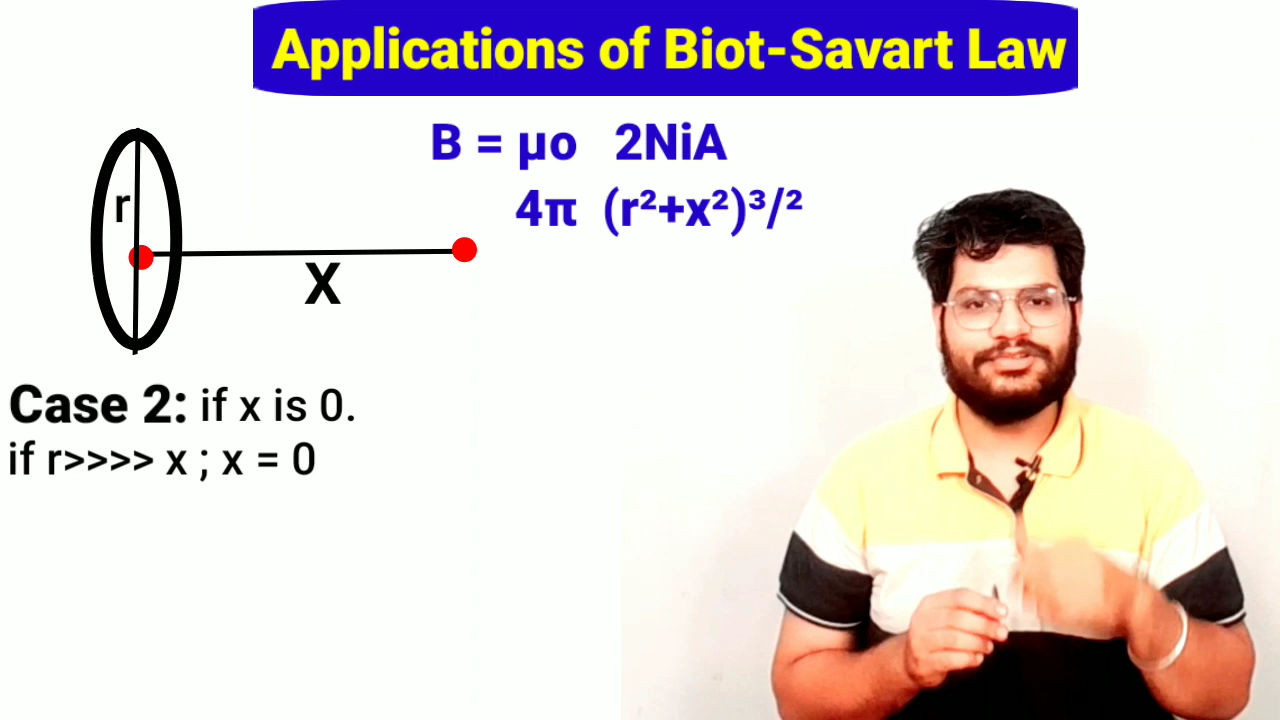 Applications of Biot-Savart Law
B = μo 2NiA
4π (r²+x²)³/²
r
X
Case 2: if x is 0.
if r>>>> x ; x = 0